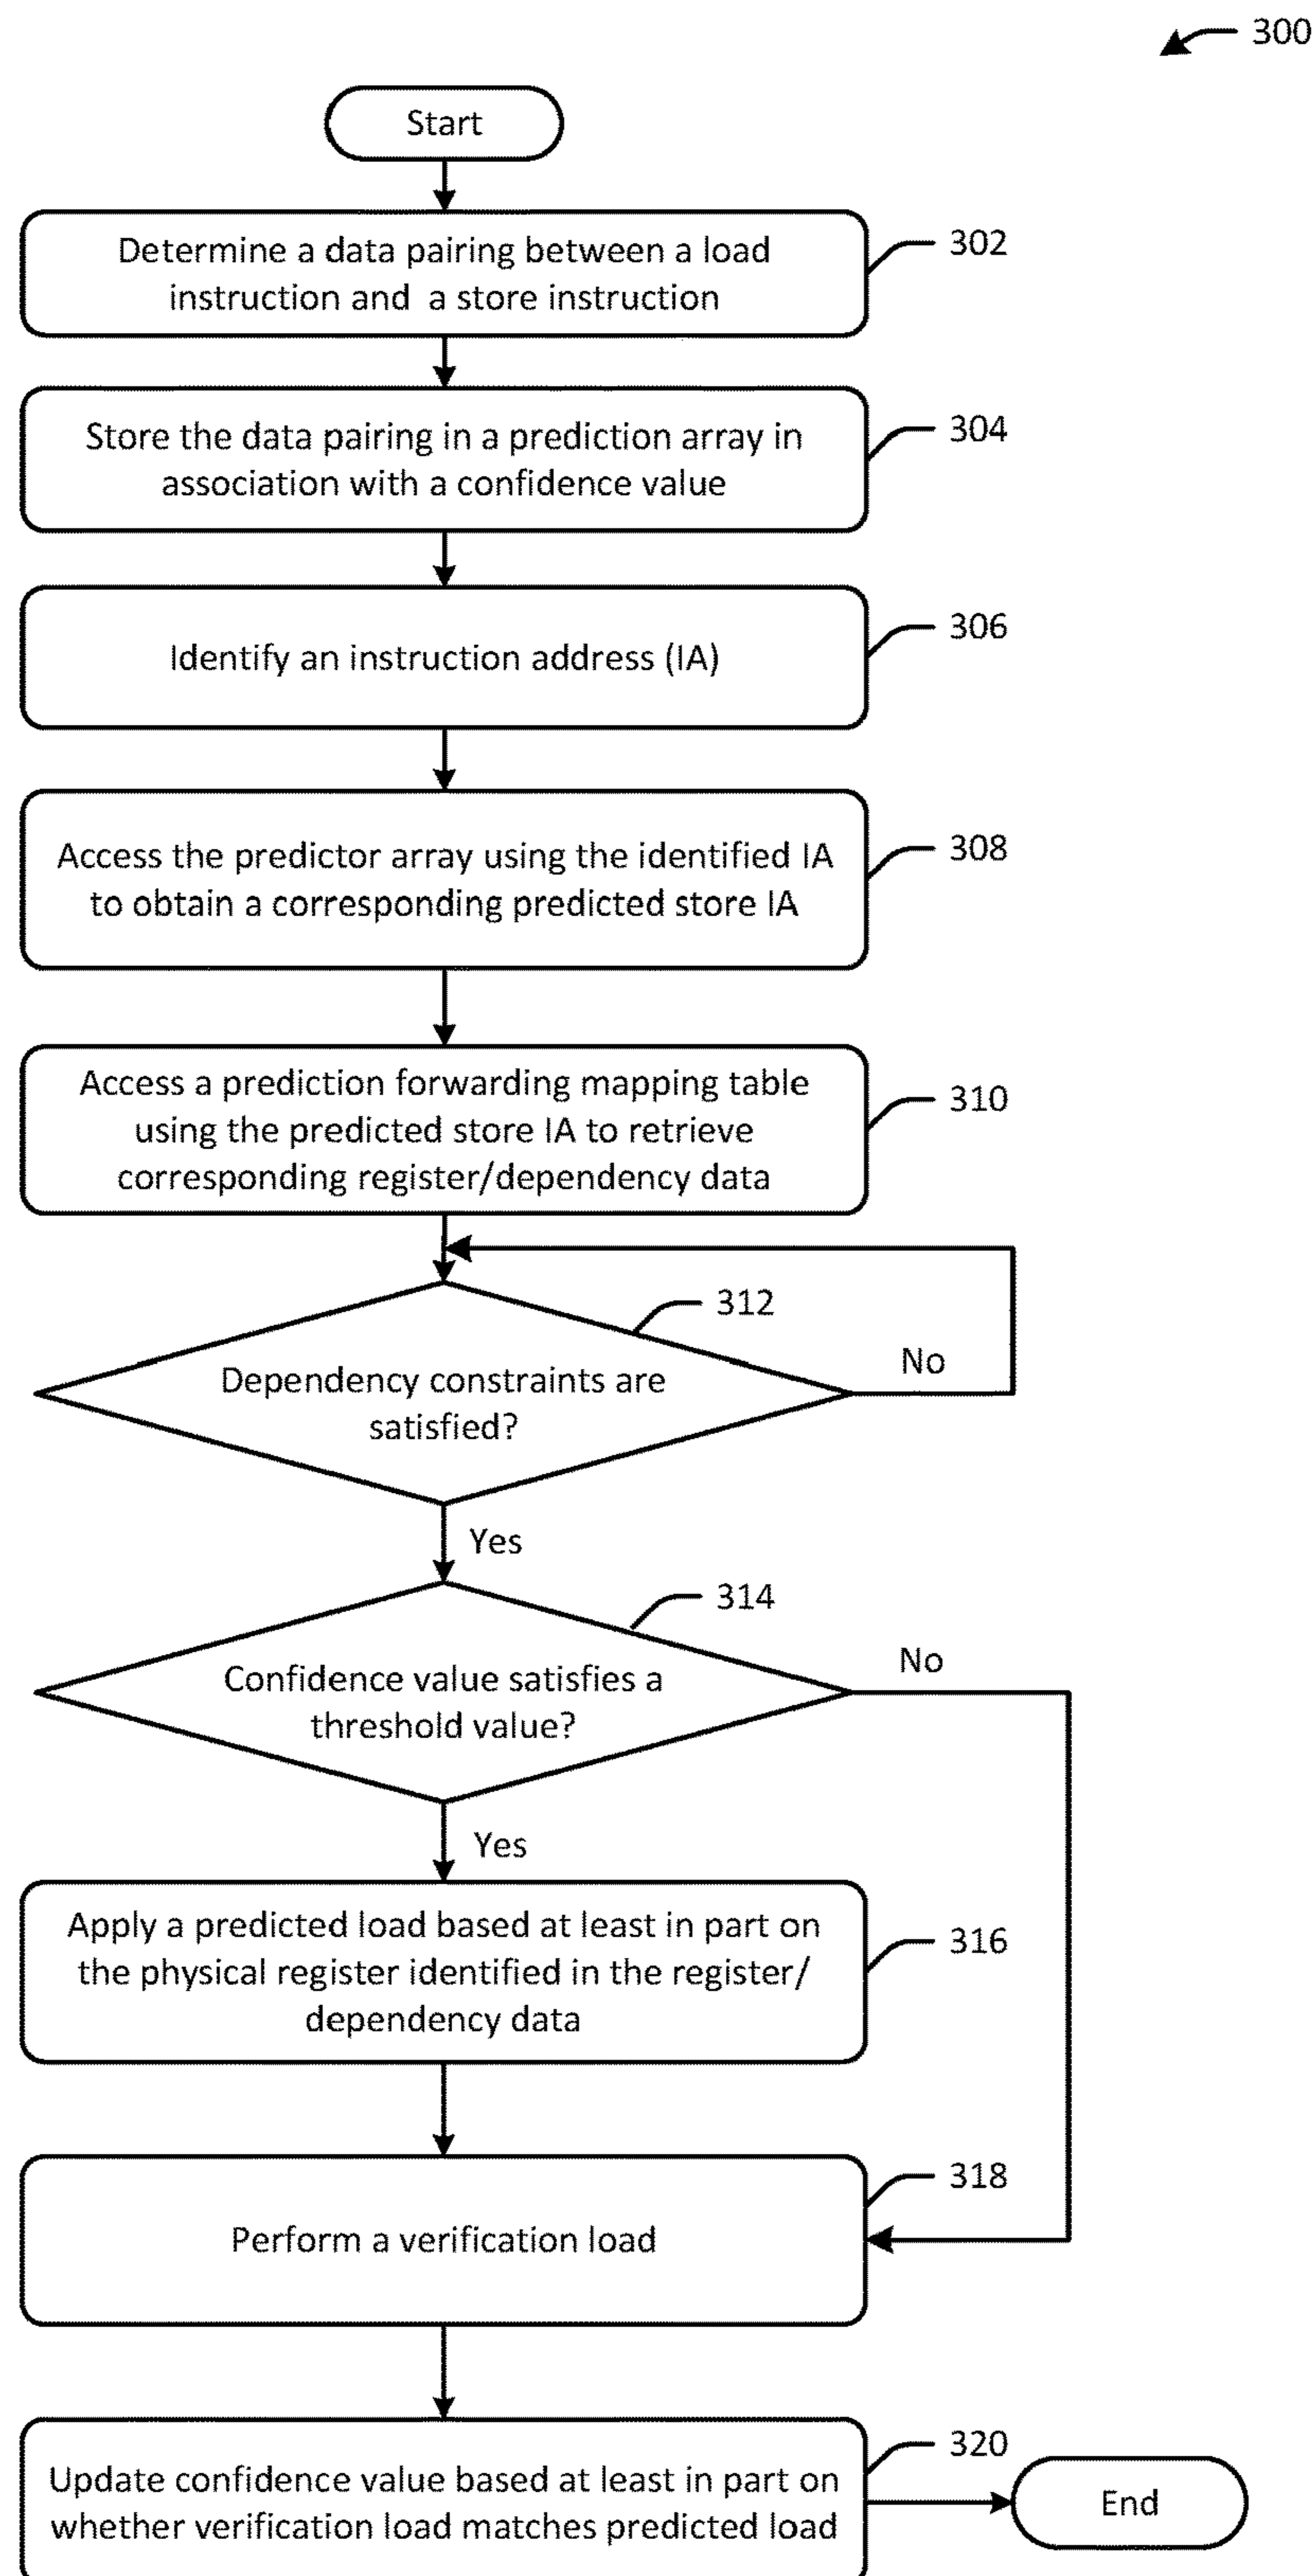 300
Start
Determine a data pairing between a load
instruction and a store instruction
302
Store the data pairing in a prediction array in
association with a confidence value
304
Identify an instruction address (IA)
306
Access the predictor array using the identified IA
to obtain a corresponding predicted store IA
308
Access a prediction forwarding mapping table
using the predicted store IA to retrieve
corresponding register/dependency data
310
312
Dependency constraints are
satisfied?
No
Yes
314
Confidence value satisfies a
threshold value?
No
Yes
Apply a predicted load based at least in part on
the physical register identified in the register/
dependency data
316
Perform a verification load
318
Update confidence value based at least in part on
whether verification load matches predicted load
320
End